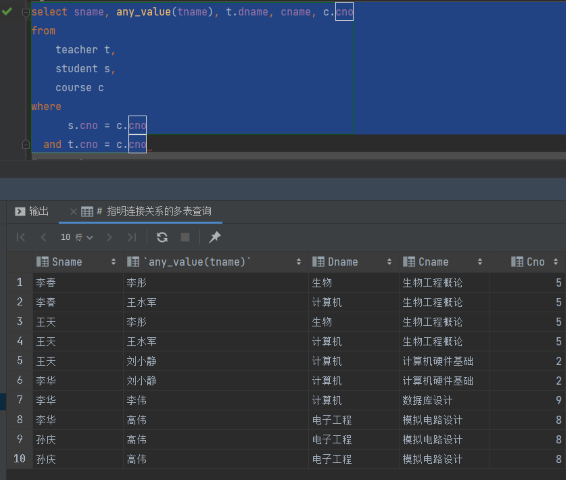 select sname, any_value(tname), t.dname, cname, c.cno
from
teacher t,
student s,
course c
where
s.cno = c.cno
and t.cno = c.cno
输出
# 指明连接关系的多表查询
10 行
Sname `any_value(tname)` Dname Cname Cno
1 李春 李彤 生物 生物工程概论 5
2 李春 王水军 计算机 生物工程概论 5
3 王天 李彤 生物 生物工程概论 5
4 王天 王水军 计算机 生物工程概论 5
5 王天 刘小静 计算机 计算机硬件基础 2
6 李华 刘小静 计算机 计算机硬件基础 2
7 李华 李伟 计算机 数据库设计 9
8 李华 高伟 电子工程 模拟电路设计 8
9 孙庆 高伟 电子工程 模拟电路设计 8
10 孙庆 高伟 电子工程 模拟电路设计 8